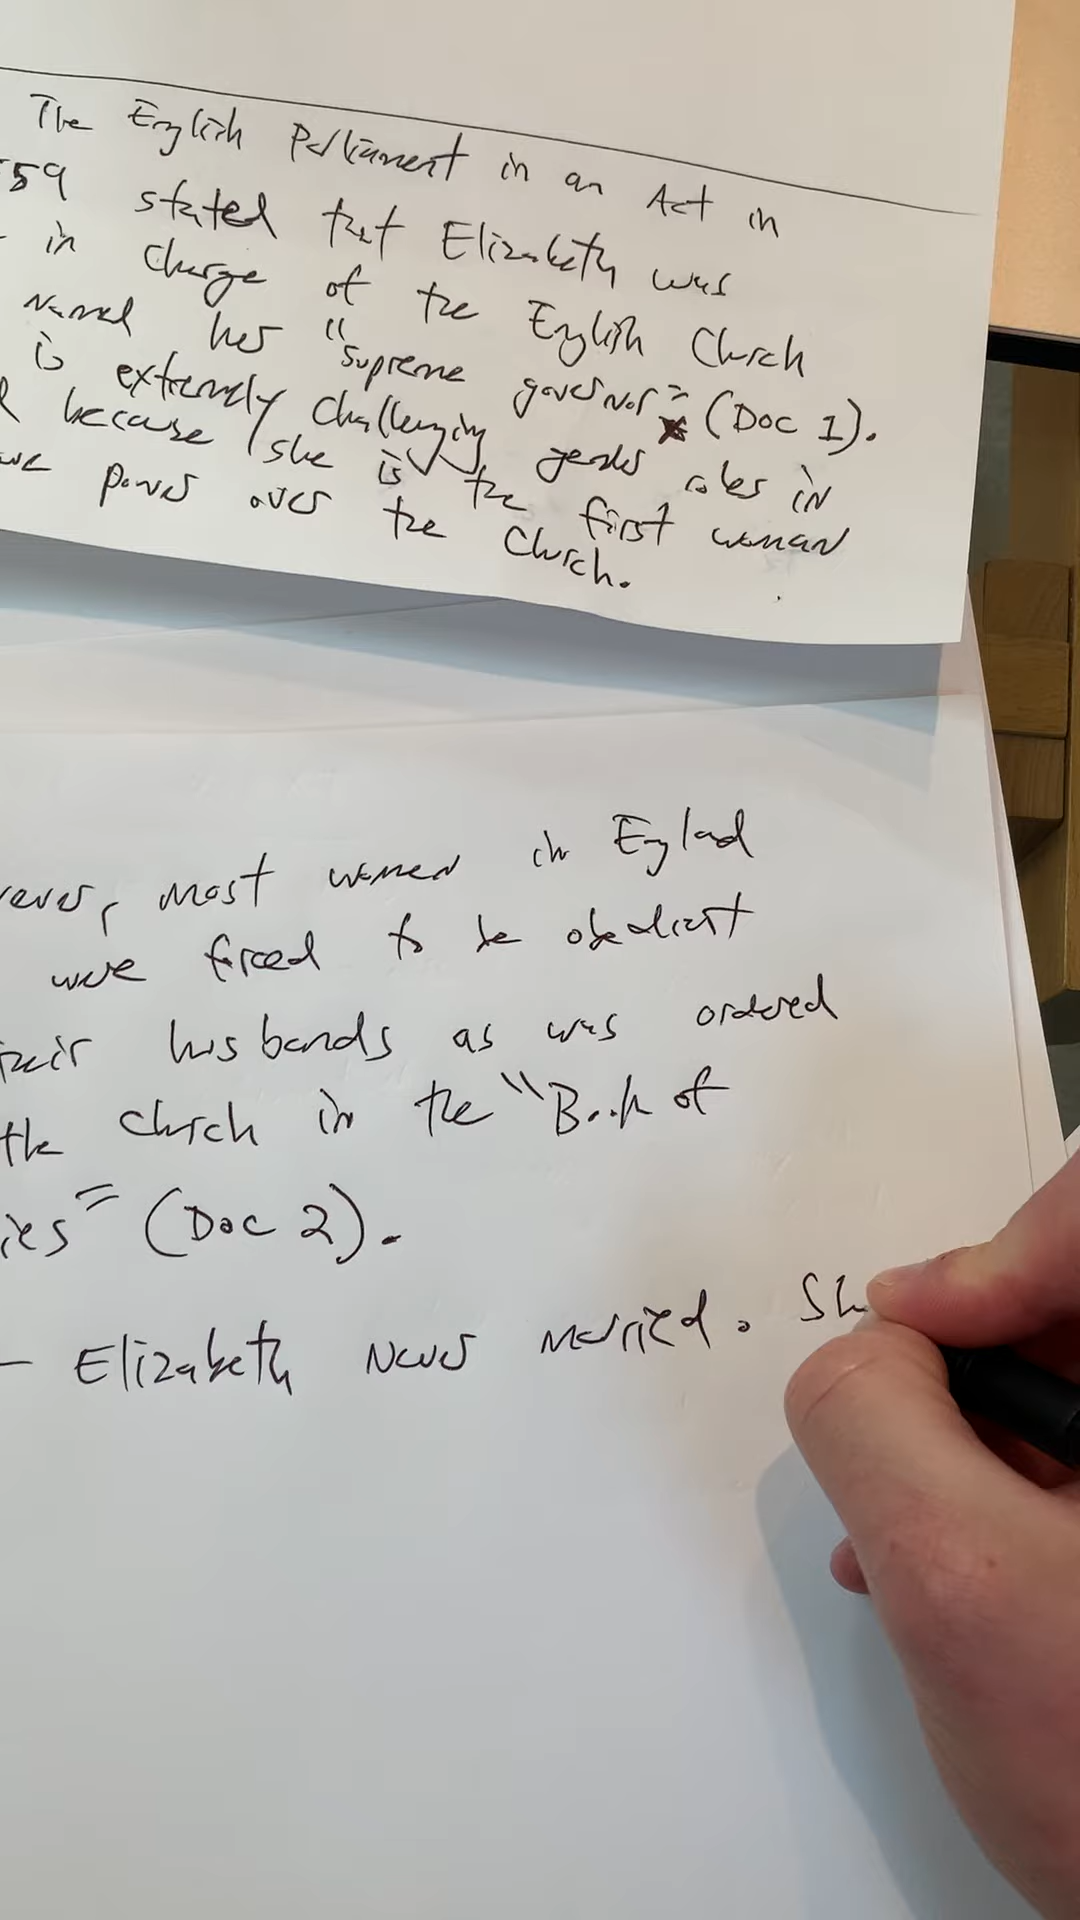 The English Parliament in an Act in
559 stated that Elizabeth was
in charge of the English Church
named her "supreme governor" (Doc 1).
is extremely challenging gender roles in
because she is the first woman
power over the Church.
most women in England
were forced to be obedient
their husbands as was ordered
the church in the "Book of
ies" (Doc 2).
- Elizabeth never married. Sh